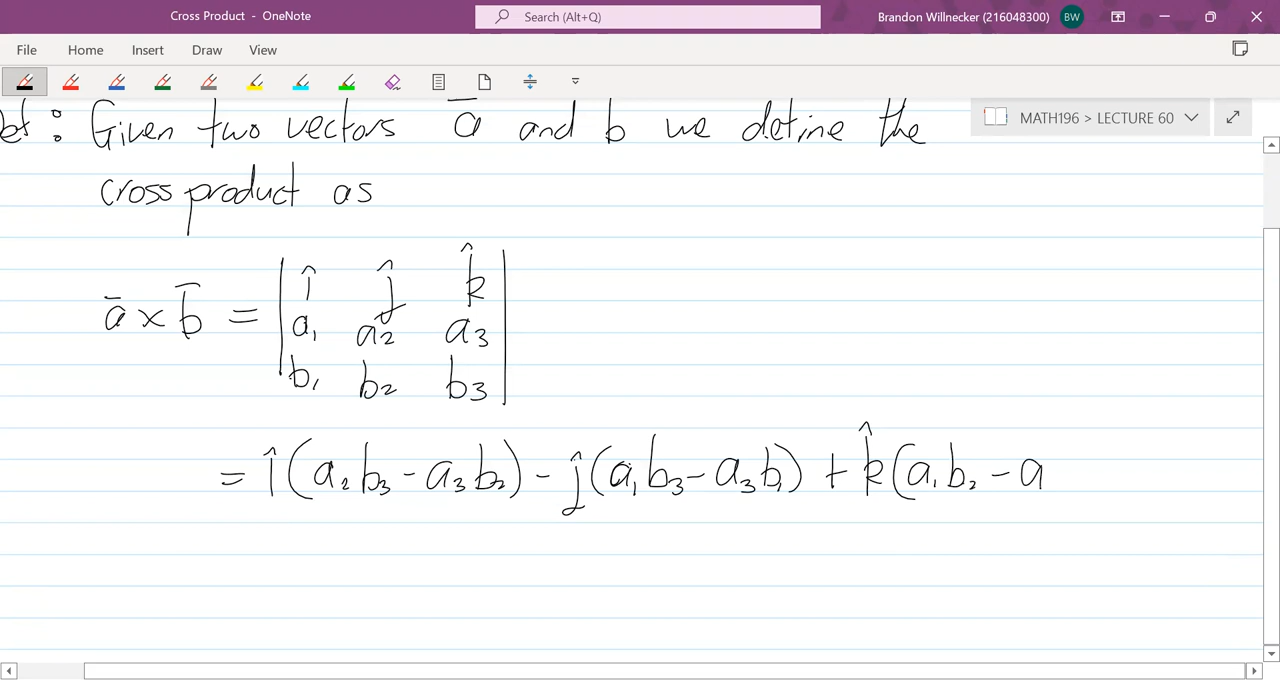 Cross Product - OneNote
Search (Alt+Q)
Brandon Willnecker (216048300) BW
File Home Insert Draw View
MATH196 > LECTURE 60
: Given two vectors a̅ and b we define the
cross product as
a̅ × b̅ = | î ĵ k̂ |
| a₁ a₂ a₃ |
| b₁ b₂ b₃ |
= î(a₂b₃ - a₃b₂) - ĵ(a₁b₃ - a₃b₁) + k̂(a₁b₂ - a